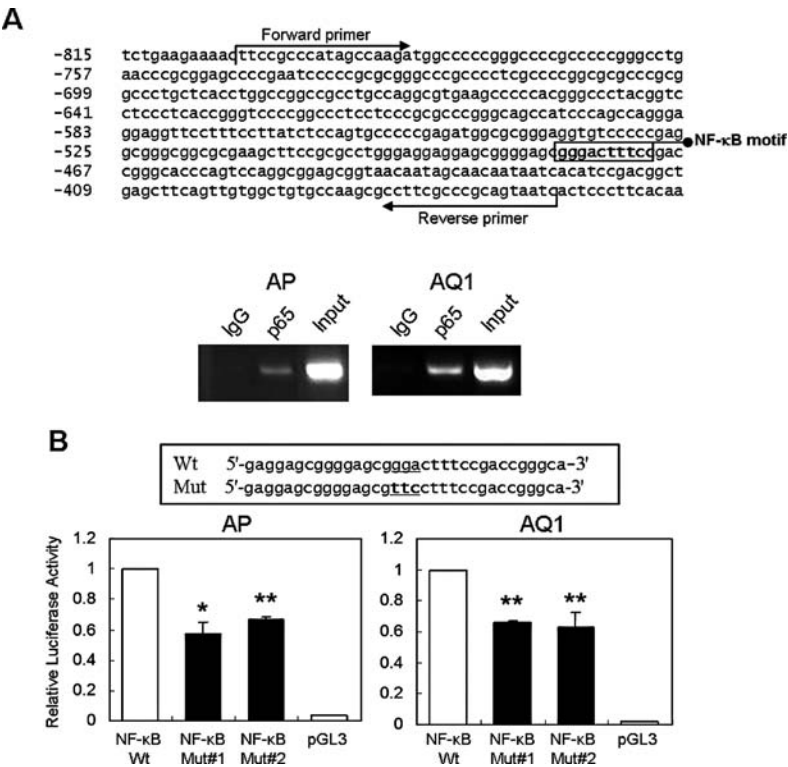 A
Forward primer
-815 tctgaagaaaacttccgcccatagccaagatggcccccgggccccgcccccgggcctg
-757 aacccgcggagccccgaatcccccgcgcgggcccgcccctcgccccggcgcgcccgcg
-699 gccctgctcacctggccggccgcctgccaggcgtgaagcccccacgggccctacggtc
-641 ctccctcaccgggtccccggccctcctcgcccgcccgggcagccatcccagccaggga
-583 ggaggttcctttccttatctccagtgcccccgagatggcgcgggaggtgtcccccgag
-525 gcgggcggcgcgaagcttccgcgcctgggaggaggagcggggagcgggactttccgac
NF-κB motif
-467 cgggcacccagtccaggcggagcggtaacaatagcaacaataatcacatccgacggct
-409 gagcttcagttgtggctgtgccaagcgccttcgcccgcagtaatcactcccttcacaa
Reverse primer
AP AQ1
IgG p65 Input IgG p65 Input
B
Wt 5'-gaggagcggggagcgggactttccgaccgggca-3'
Mut 5'-gaggagcggggagcgttcctttccgaccgggca-3'
AP AQ1
Relative Luciferase Activity
1.2 1.2
1 1
0.8 0.8
* ** ** **
0.6 0.6
0.4 0.4
0.2 0.2
0 0
NF-κB NF-κB NF-κB pGL3 NF-κB NF-κB NF-κB pGL3
Wt Mut#1 Mut#2 Wt Mut#1 Mut#2